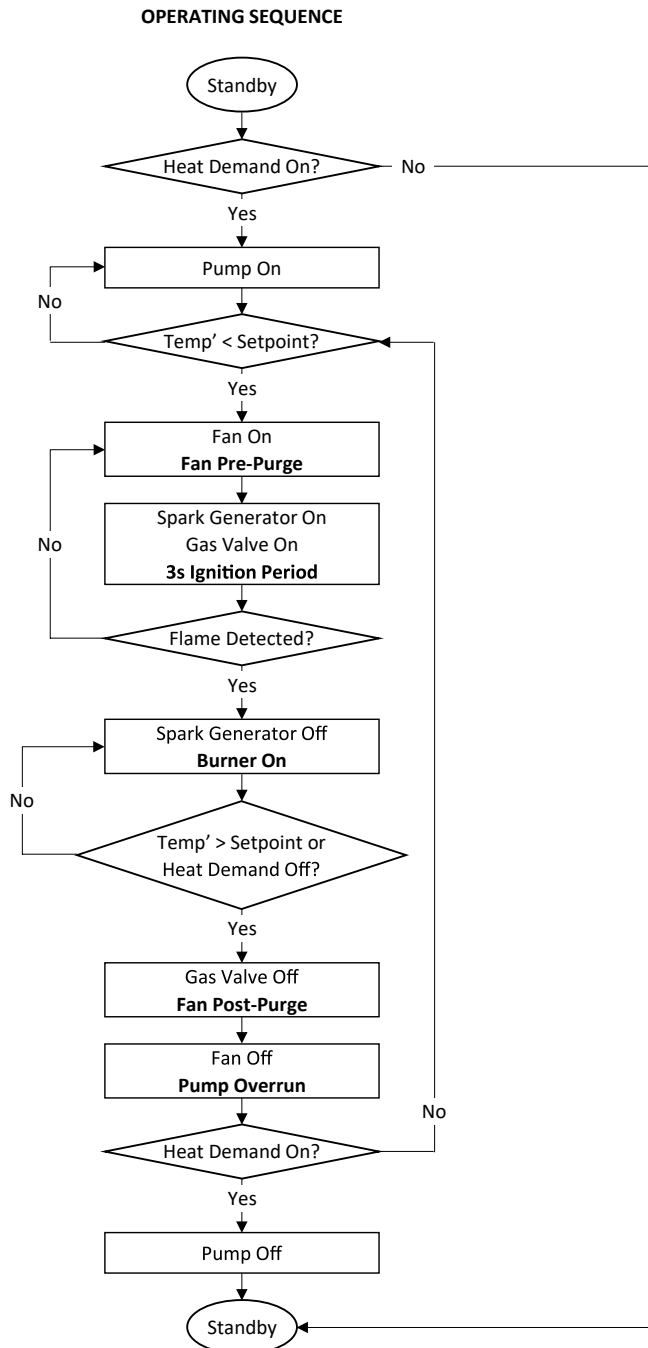 OPERATING SEQUENCE
Standby
Heat Demand On?
No
Yes
Pump On
No
Temp’ < Setpoint?
Yes
Fan On
Fan Pre-Purge
Spark Generator On
No
Gas Valve On
3s Ignition Period
Flame Detected?
Yes
Spark Generator Off
Burner On
No
Temp’ > Setpoint or
Heat Demand Off?
Yes
Gas Valve Off
Fan Post-Purge
Fan Off
Pump Overrun
No
Heat Demand On?
Yes
Pump Off
Standby